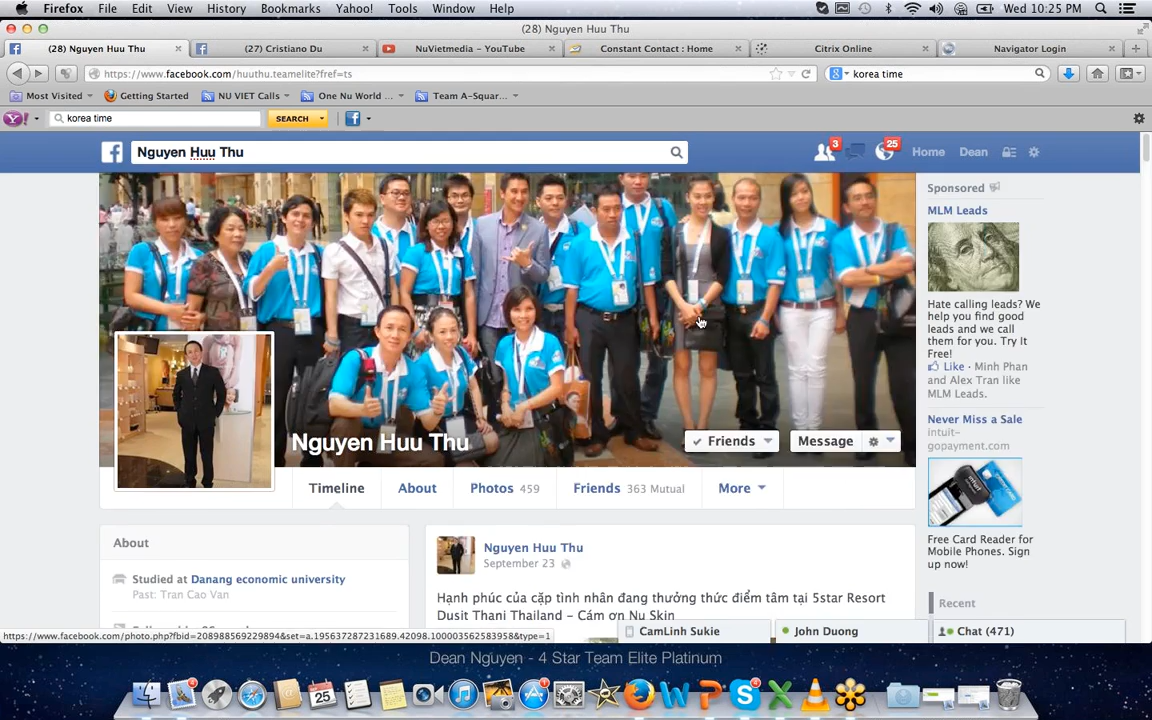 Firefox File Edit View History Bookmarks Yahoo! Tools Window Help Wed 10:25 PM
(28) Nguyen Huu Thu
(28) Nguyen Huu Thu (27) Cristiano Du NuVietmedia – YouTube Constant Contact : Home Citrix Online Navigator Login
https://www.facebook.com/huuthu.teamelite?fref=ts korea time
Most Visited Getting Started NU VIET Calls One Nu World ... Team A-Squar...
korea time SEARCH
Nguyen Huu Thu 3 25 Home Dean
Sponsored
MLM Leads
Hate calling leads? We
help you find good
leads and we call
them for you. Try It
Free!
Like · Minh Phan
and Alex Tran like
MLM Leads.
Never Miss a Sale
intuit-
gopayment.com
Free Card Reader for
Mobile Phones. Sign
up now!
Nguyen Huu Thu Friends Message
Timeline About Photos 459 Friends 363 Mutual More
About
Studied at Danang economic university
Past: Tran Cao Van
Nguyen Huu Thu
September 23
Hạnh phúc của cặp tình nhân đang thưởng thức điểm tâm tại 5star Resort
Dusit Thani Thailand – Cám ơn Nu Skin
Recent
https://www.facebook.com/photo.php?fbid=208988569229894&set=a.195637287231689.42098.100003562583958&type=1
CamLinh Sukie John Duong Chat (471)
Dean Nguyen - 4 Star Team Elite Platinum